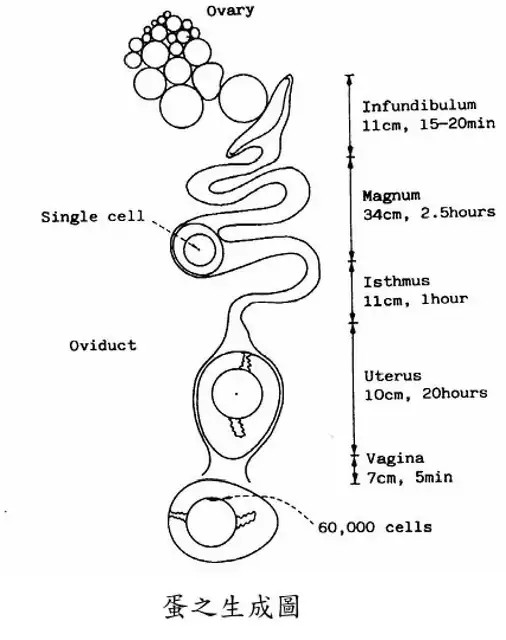 Ovary
Infundibulum
11cm, 15-20min
Magnum
34cm, 2.5hours
Single cell
Isthmus
11cm, 1hour
Oviduct
Uterus
10cm, 20hours
Vagina
7cm, 5min
60,000 cells
蛋之生成圖